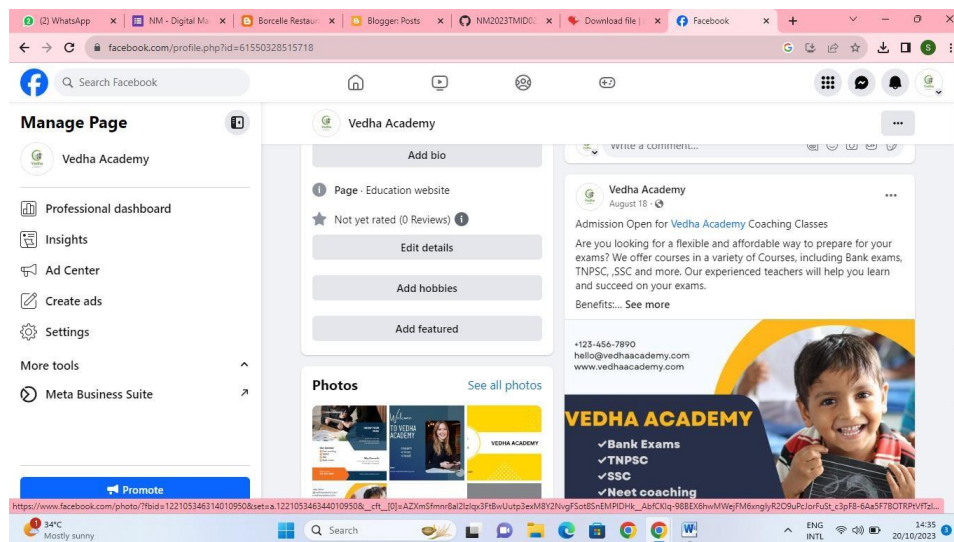 (2) WhatsApp
NM - Digital Ma
Borcelle Restaur
Blogger: Posts
NM2023TMID02
Download file |
Facebook
facebook.com/profile.php?id=61550328515718
Search Facebook
Manage Page
Vedha Academy
Professional dashboard
Insights
Ad Center
Create ads
Settings
More tools
Meta Business Suite
Promote
Vedha Academy
Add bio
Page · Education website
Not yet rated (0 Reviews)
Edit details
Add hobbies
Add featured
Photos
See all photos
Welcome
TO VEDHA
ACADEMY
VEDHA ACADEMY
Write a comment...
Vedha Academy
August 18
Admission Open for Vedha Academy Coaching Classes
Are you looking for a flexible and affordable way to prepare for your
exams? We offer courses in a variety of Courses, including Bank exams,
TNPSC, ,SSC and more. Our experienced teachers will help you learn
and succeed on your exams.
Benefits:... See more
+123-456-7890
hello@vedhaacademy.com
www.vedhaacademy.com
VEDHA ACADEMY
✓Bank Exams
✓TNPSC
✓SSC
✓Neet coaching
34°C
Mostly sunny
Search
ENG
INTL
14:35
20/10/2023